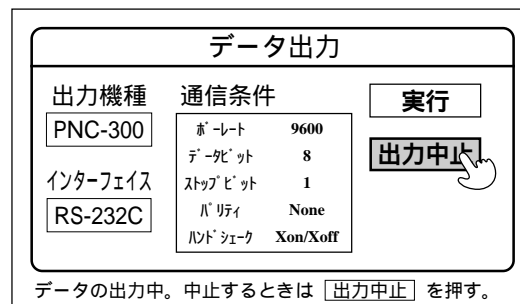 データ出力
出力機種
PNC-300
インターフェイス
RS-232C
通信条件
ﾎﾞｰﾚｰﾄ 9600
ﾃﾞｰﾀﾋﾞｯﾄ 8
ｽﾄｯﾌﾟﾋﾞｯﾄ 1
ﾊﾟﾘﾃｨ None
ﾊﾝﾄﾞｼｪｰｸ Xon/Xoff
実行
出力中止
データの出力中。中止するときは 出力中止 を押す。